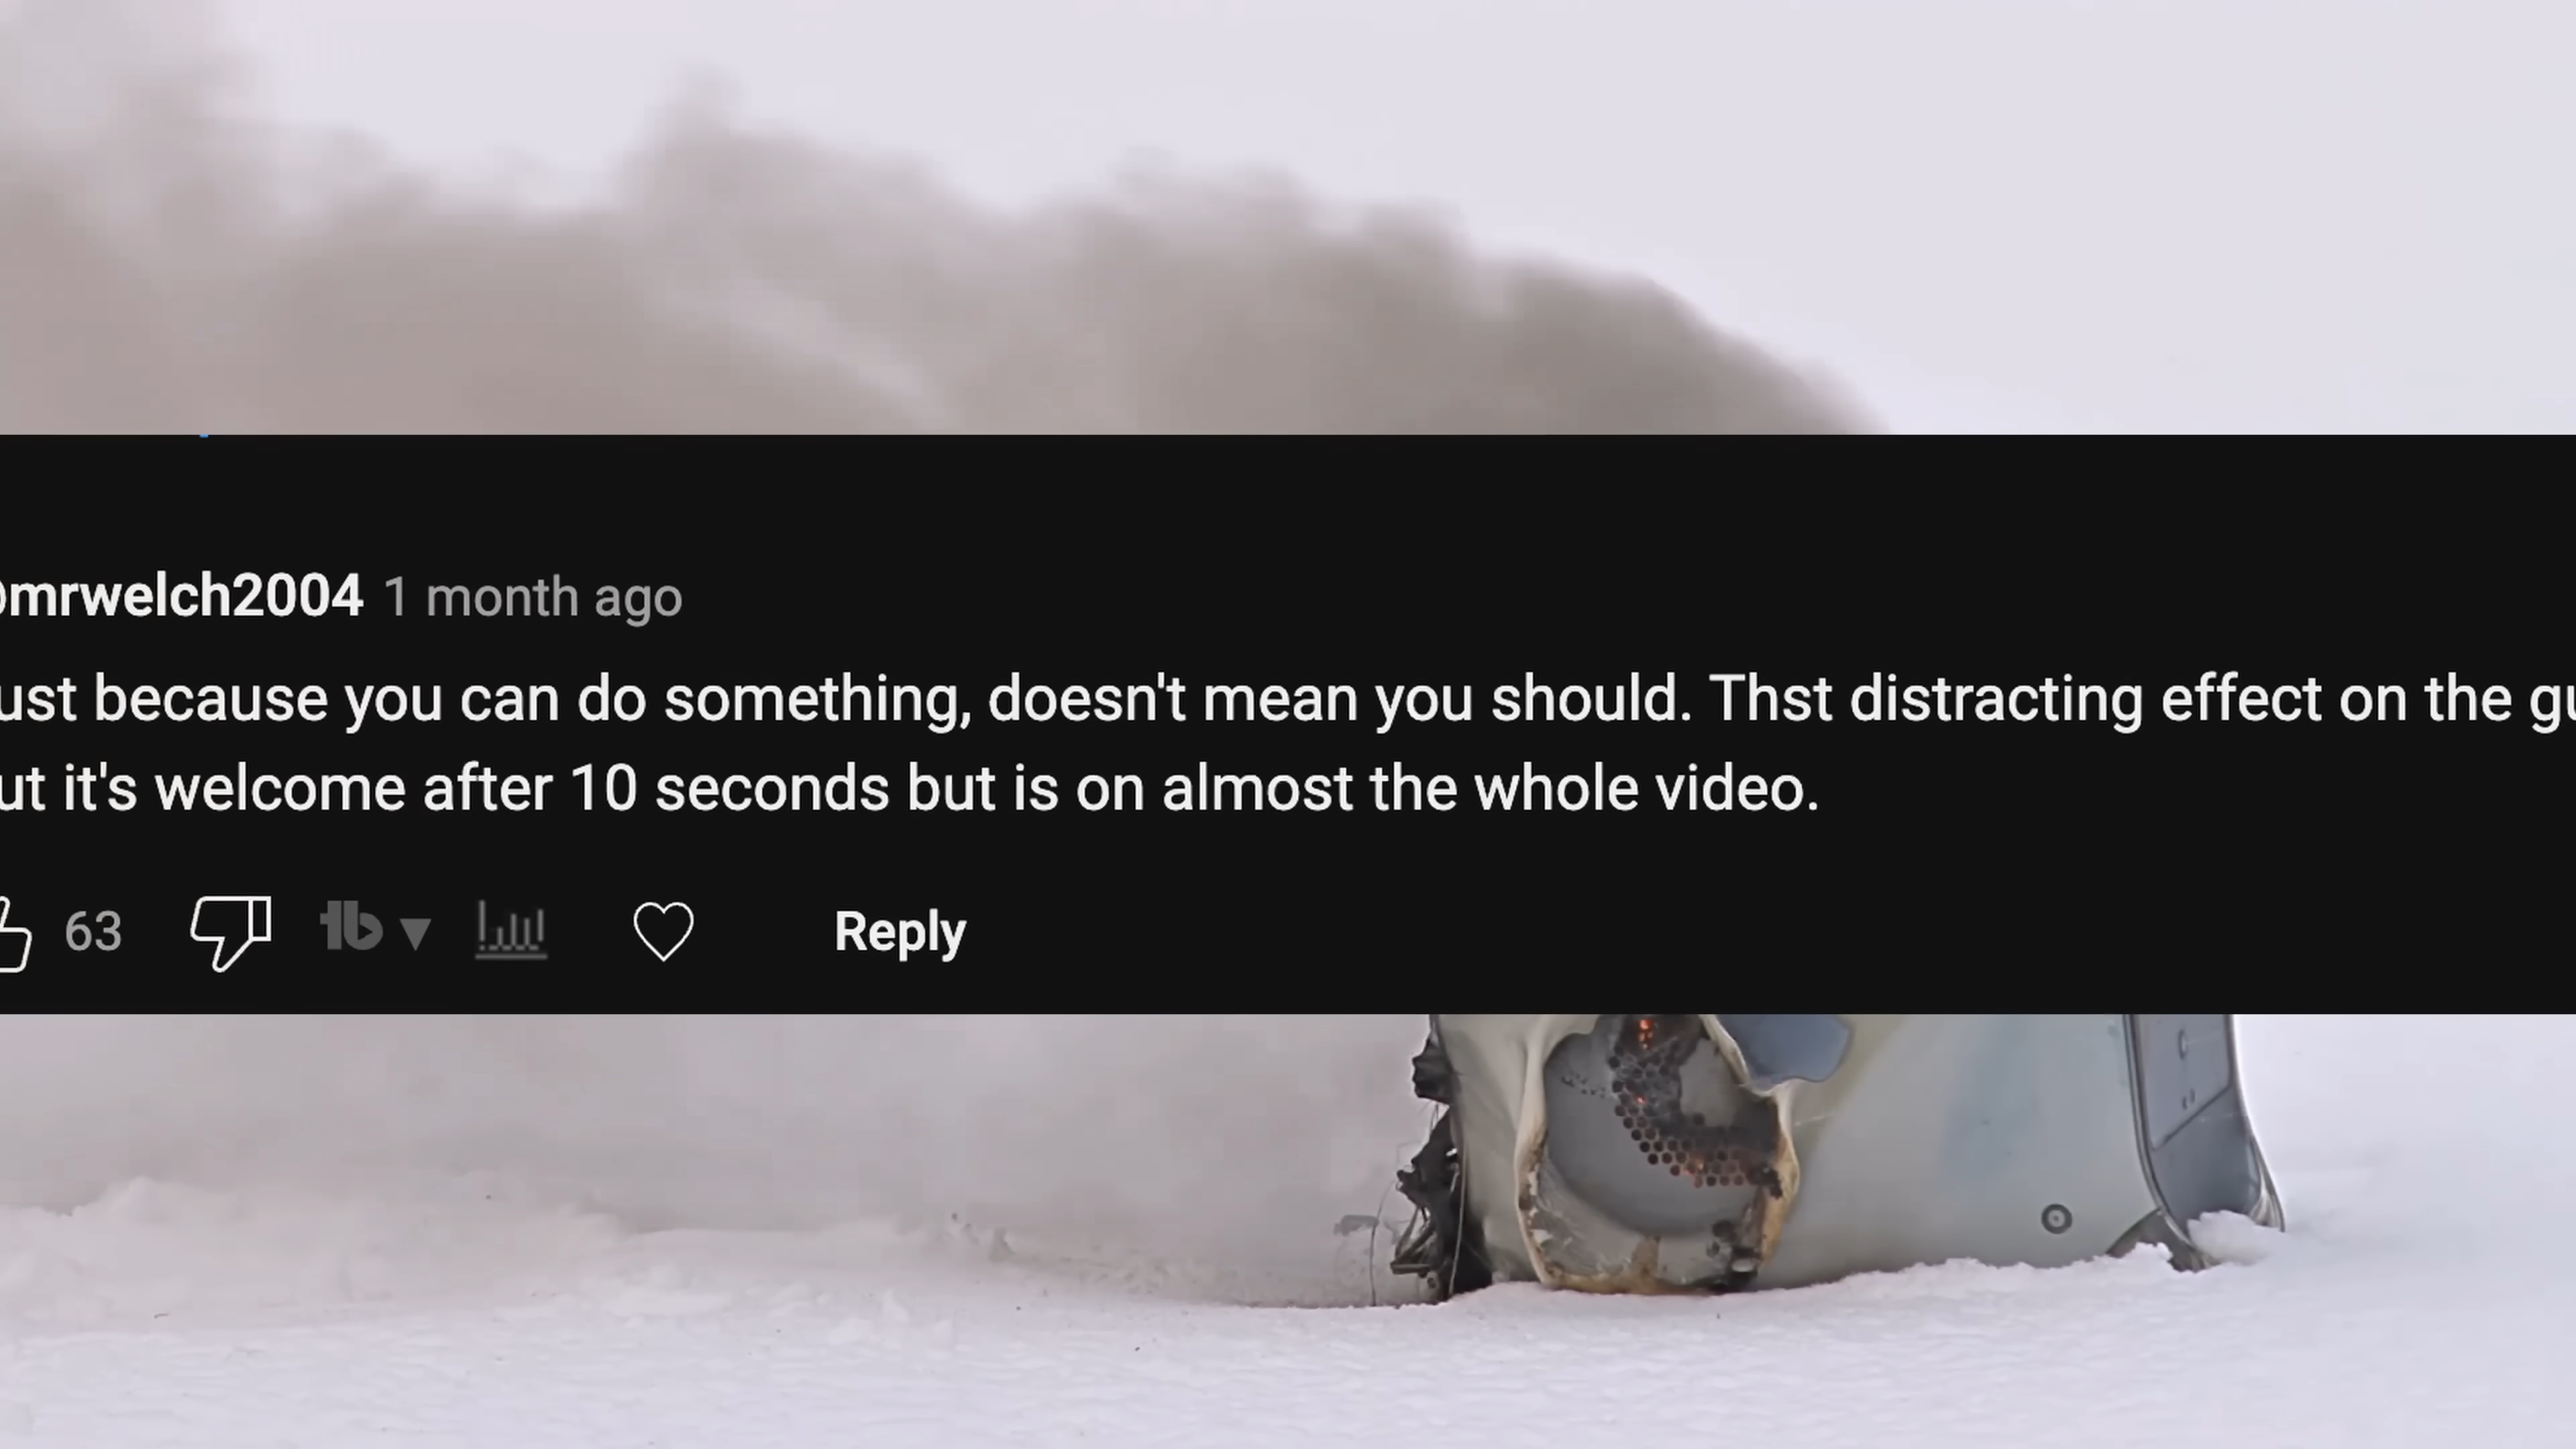 mrwelch2004 1 month ago
ust because you can do something, doesn't mean you should. Thst distracting effect on the
ut it's welcome after 10 seconds but is on almost the whole video.
63 Reply